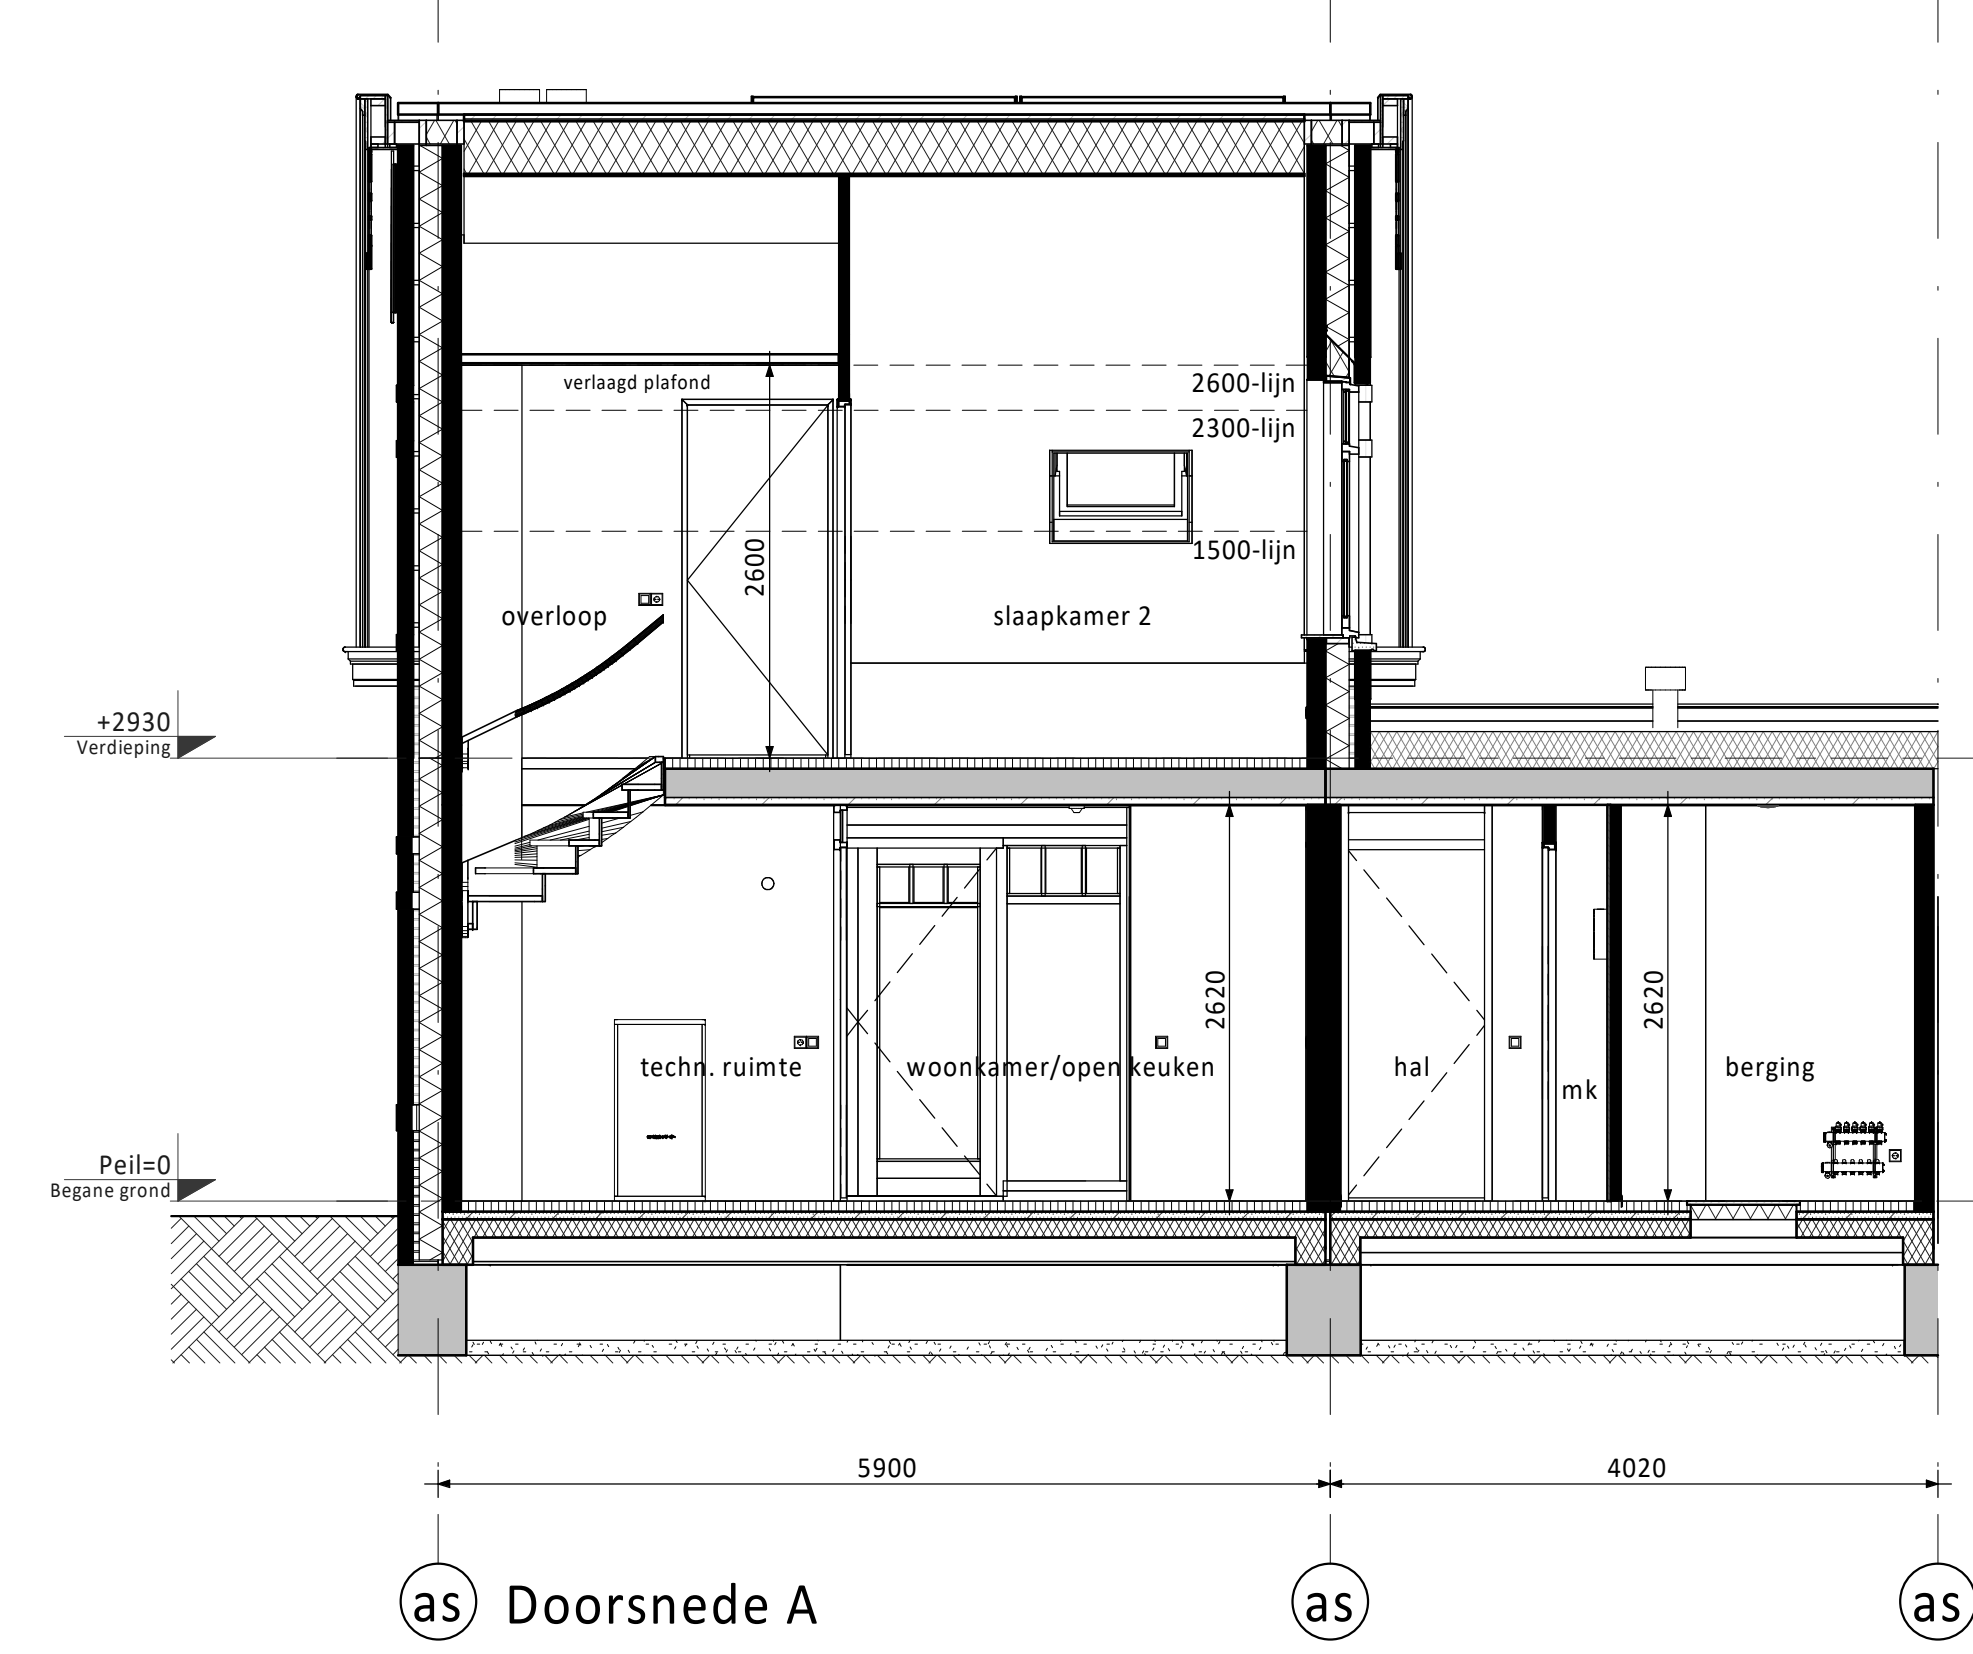 verlaagd plafond
2600-lijn
2300-lijn
1500-lijn
2600
overloop
slaapkamer 2
+2930
Verdieping
2620
2620
techn. ruimte
woonkamer/open keuken
hal
mk
berging
Peil=0
Begane grond
5900
4020
as
Doorsnede A
as
as